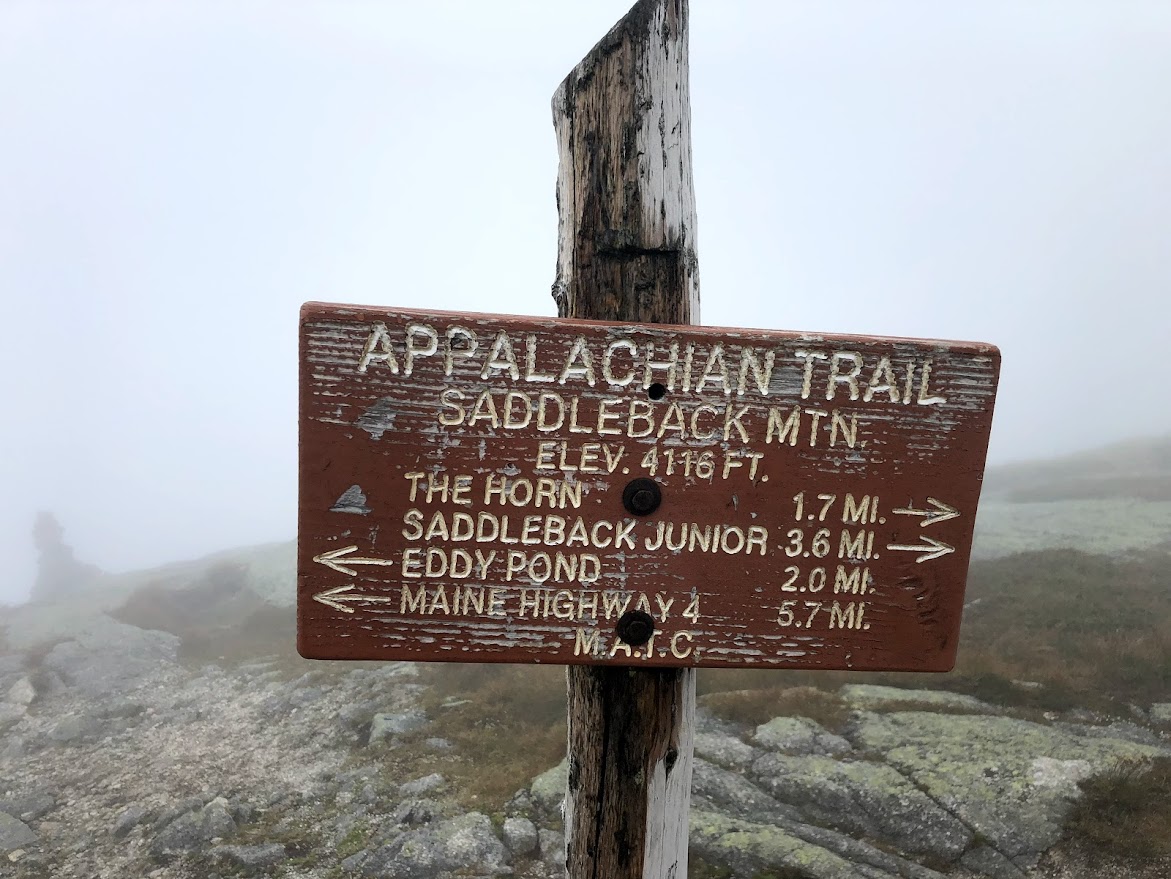 APPALACHIAN TRAIL
SADDLEBACK MTN.
ELEV. 4116 FT.
THE HORN 1.7 MI.
SADDLEBACK JUNIOR 3.6 MI.
EDDY POND 2.0 MI.
MAINE HIGHWAY 4 5.7 MI.
M.A.T.C.